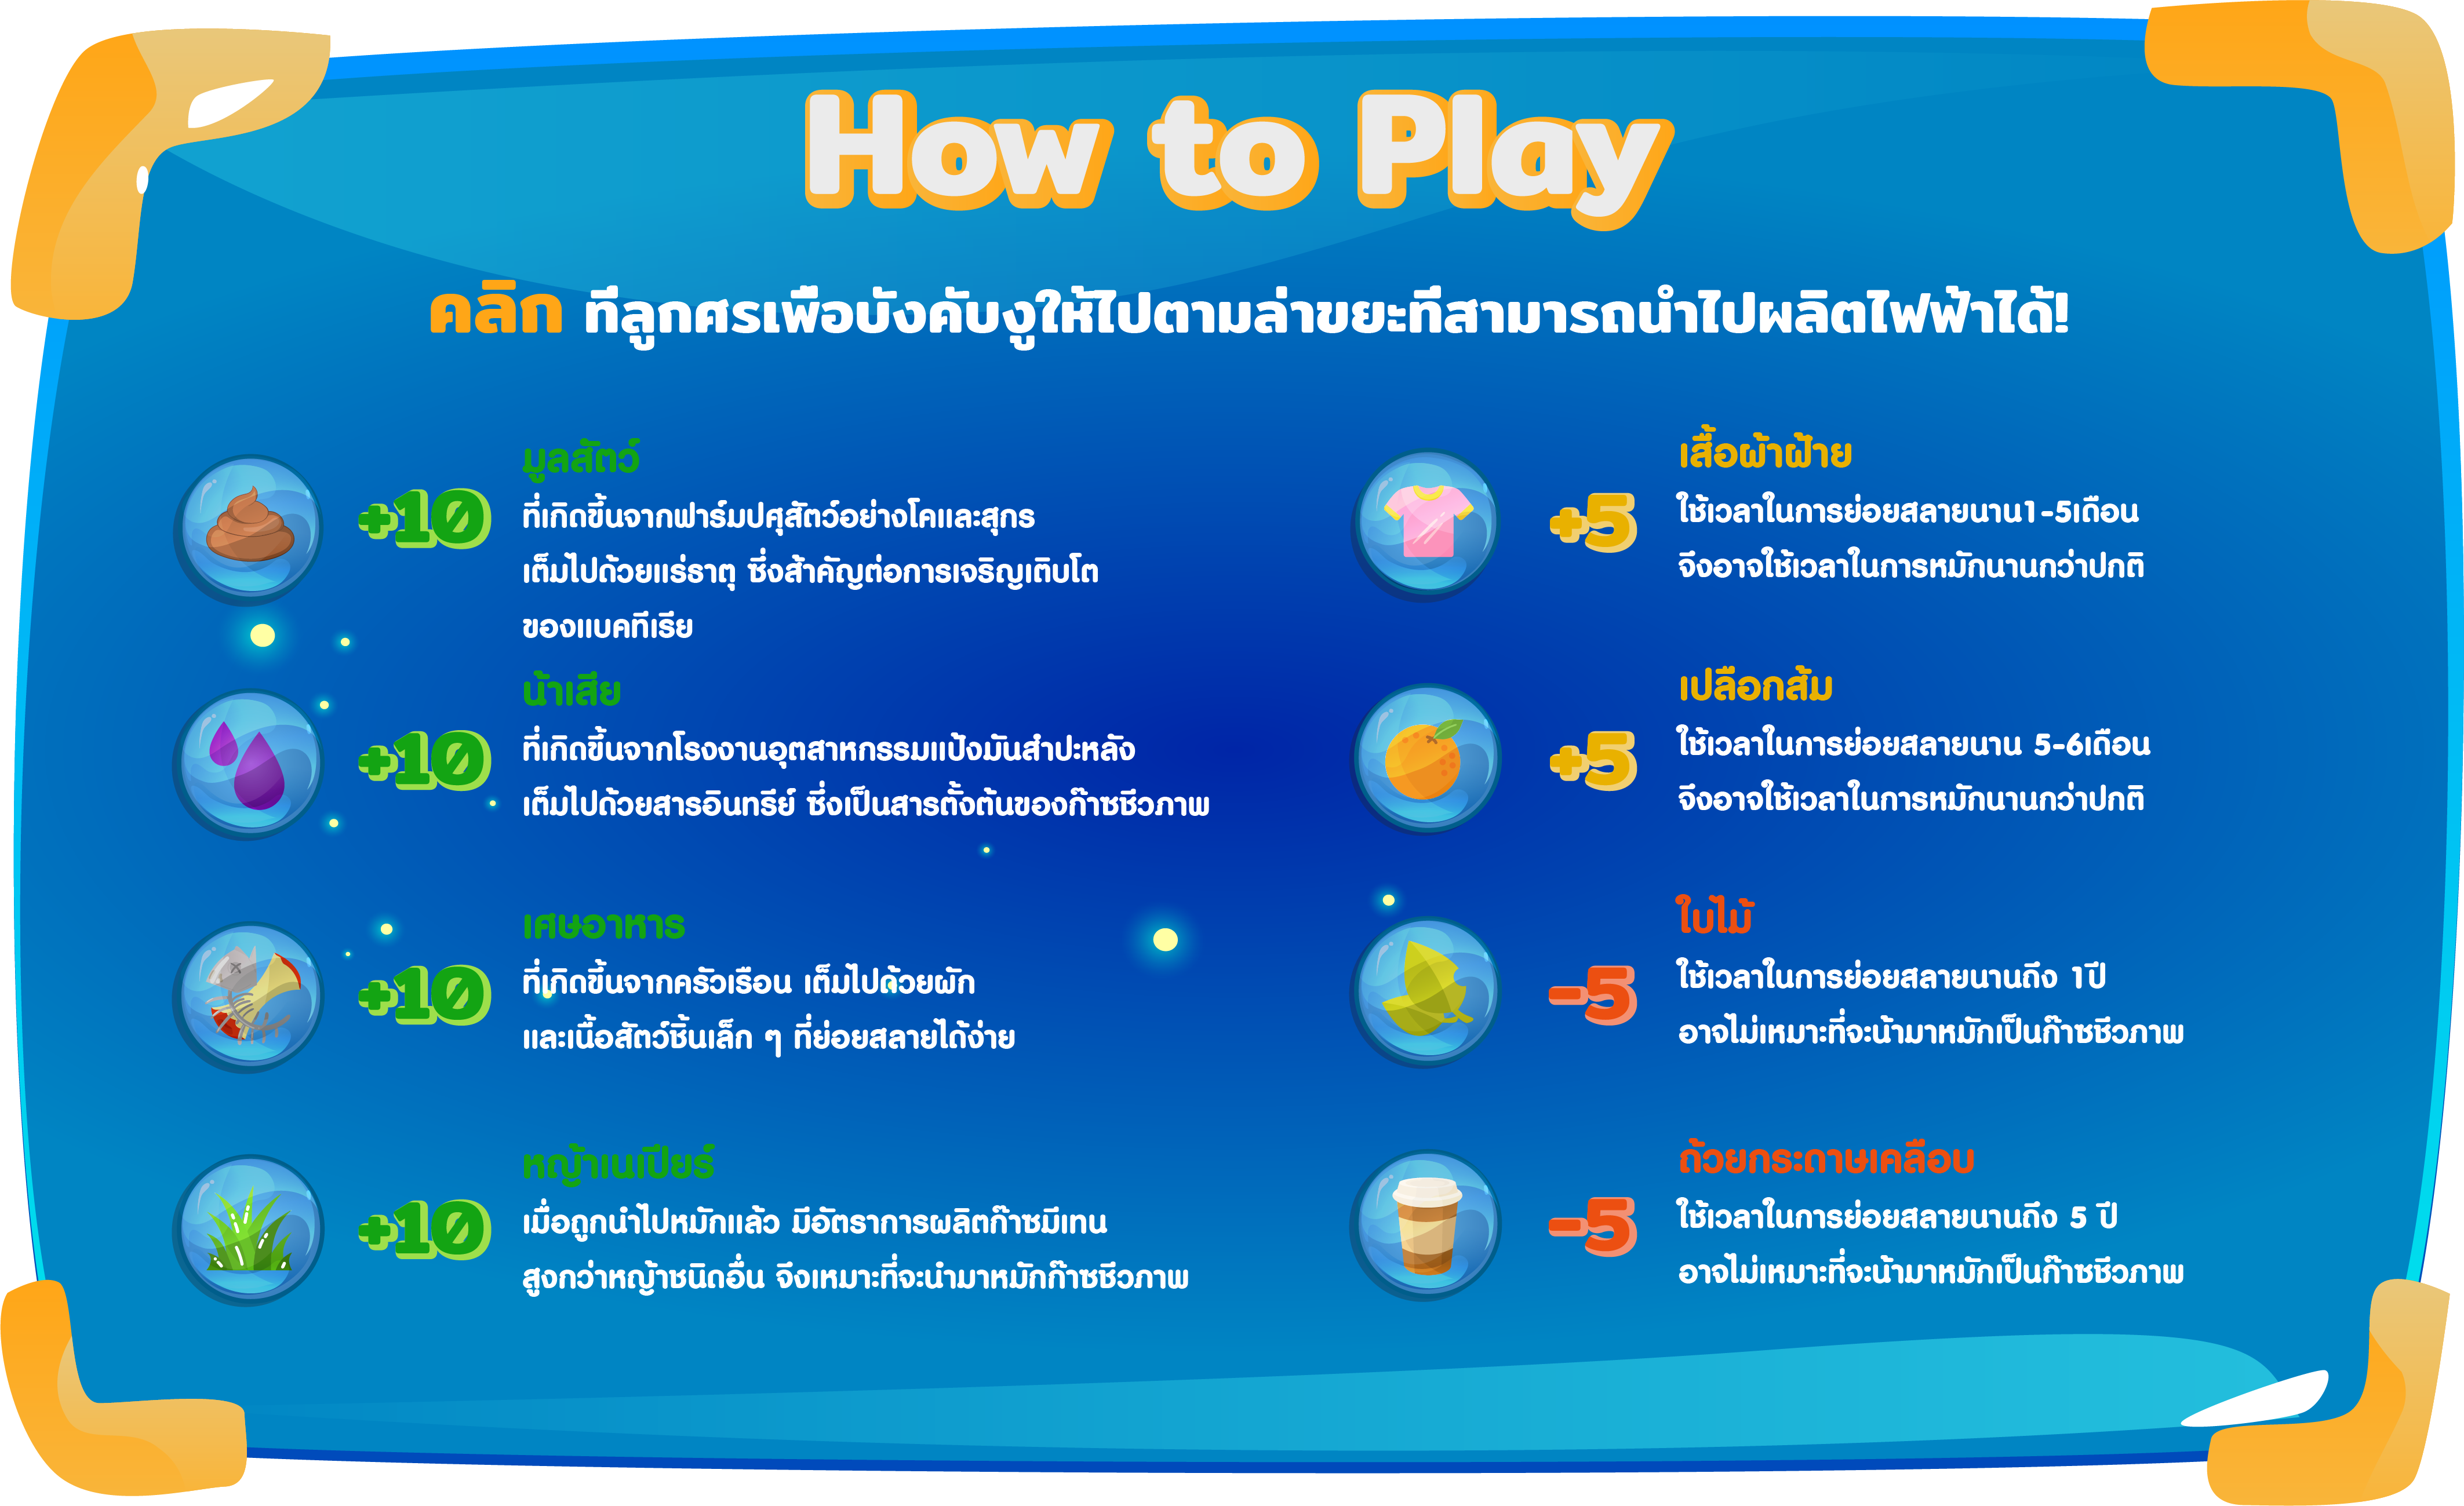 How to Play
คลิก ที่ลูกศรเพื่อบังคับงูให้ไปตามล่าขยะที่สามารถนำไปผลิตไฟฟ้าได้!
+10
มูลสัตว์
ที่เกิดขึ้นจากฟาร์มปศุสัตว์อย่างโคและสุกร
เต็มไปด้วยแร่ธาตุ ซึ่งสำคัญต่อการเจริญเติบโต
ของแบคทีเรีย
+10
น้ำเสีย
ที่เกิดขึ้นจากโรงงานอุตสาหกรรมแป้งมันสำปะหลัง
เต็มไปด้วยสารอินทรีย์ ซึ่งเป็นสารตั้งต้นของก๊าซชีวภาพ
+10
เศษอาหาร
ที่เกิดขึ้นจากครัวเรือน เต็มไปด้วยผัก
และเนื้อสัตว์ชิ้นเล็ก ๆ ที่ย่อยสลายได้ง่าย
+10
หญ้าเนเปียร์
เมื่อถูกนำไปหมักแล้ว มีอัตราการผลิตก๊าซมีเทน
สูงกว่าหญ้าชนิดอื่น จึงเหมาะที่จะนำมาหมักก๊าซชีวภาพ
+5
เสื้อผ้าฝ้าย
ใช้เวลาในการย่อยสลายนาน1-5เดือน
จึงอาจใช้เวลาในการหมักนานกว่าปกติ
+5
เปลือกส้ม
ใช้เวลาในการย่อยสลายนาน 5-6เดือน
จึงอาจใช้เวลาในการหมักนานกว่าปกติ
-5
ใบไม้
ใช้เวลาในการย่อยสลายนานถึง 1ปี
อาจไม่เหมาะที่จะนำมาหมักเป็นก๊าซชีวภาพ
-5
ถ้วยกระดาษเคลือบ
ใช้เวลาในการย่อยสลายนานถึง 5 ปี
อาจไม่เหมาะที่จะนำมาหมักเป็นก๊าซชีวภาพ